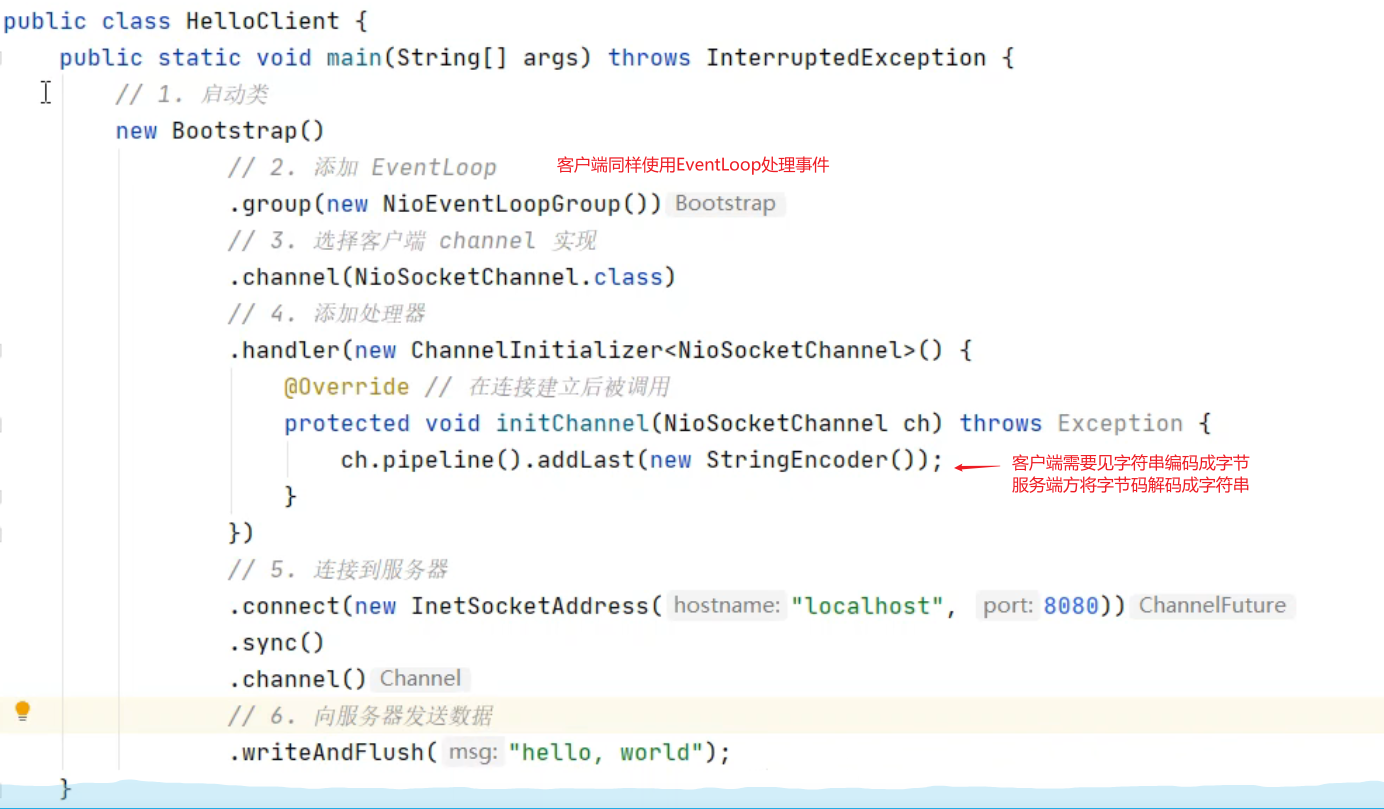 public class HelloClient {
public static void main(String[] args) throws InterruptedException {
// 1. 启动类
new Bootstrap()
// 2. 添加 EventLoop 客户端同样使用EventLoop处理事件
.group(new NioEventLoopGroup()) Bootstrap
// 3. 选择客户端 channel 实现
.channel(NioSocketChannel.class)
// 4. 添加处理器
.handler(new ChannelInitializer<NioSocketChannel>() {
@Override // 在连接建立后被调用
protected void initChannel(NioSocketChannel ch) throws Exception {
ch.pipeline().addLast(new StringEncoder());
客户端需要见字符串编码成字节
服务端方将字节码解码成字符串
}
})
// 5. 连接到服务器
.connect(new InetSocketAddress( hostname: "localhost", port: 8080)) ChannelFuture
.sync()
.channel() Channel
// 6. 向服务器发送数据
.writeAndFlush( msg: "hello, world");
}